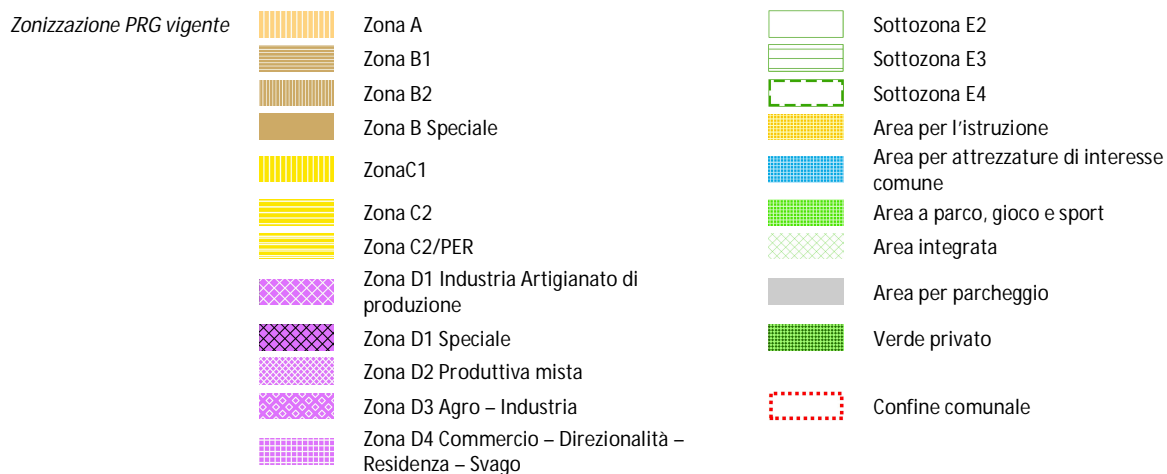 Zonizzazione PRG vigente
Zona A
Zona B1
Zona B2
Zona B Speciale
ZonaC1
Zona C2
Zona C2/PER
Zona D1 Industria Artigianato di
produzione
Zona D1 Speciale
Zona D2 Produttiva mista
Zona D3 Agro – Industria
Zona D4 Commercio – Direzionalità –
Residenza – Svago
Sottozona E2
Sottozona E3
Sottozona E4
Area per l'istruzione
Area per attrezzature di interesse
comune
Area a parco, gioco e sport
Area integrata
Area per parcheggio
Verde privato
Confine comunale